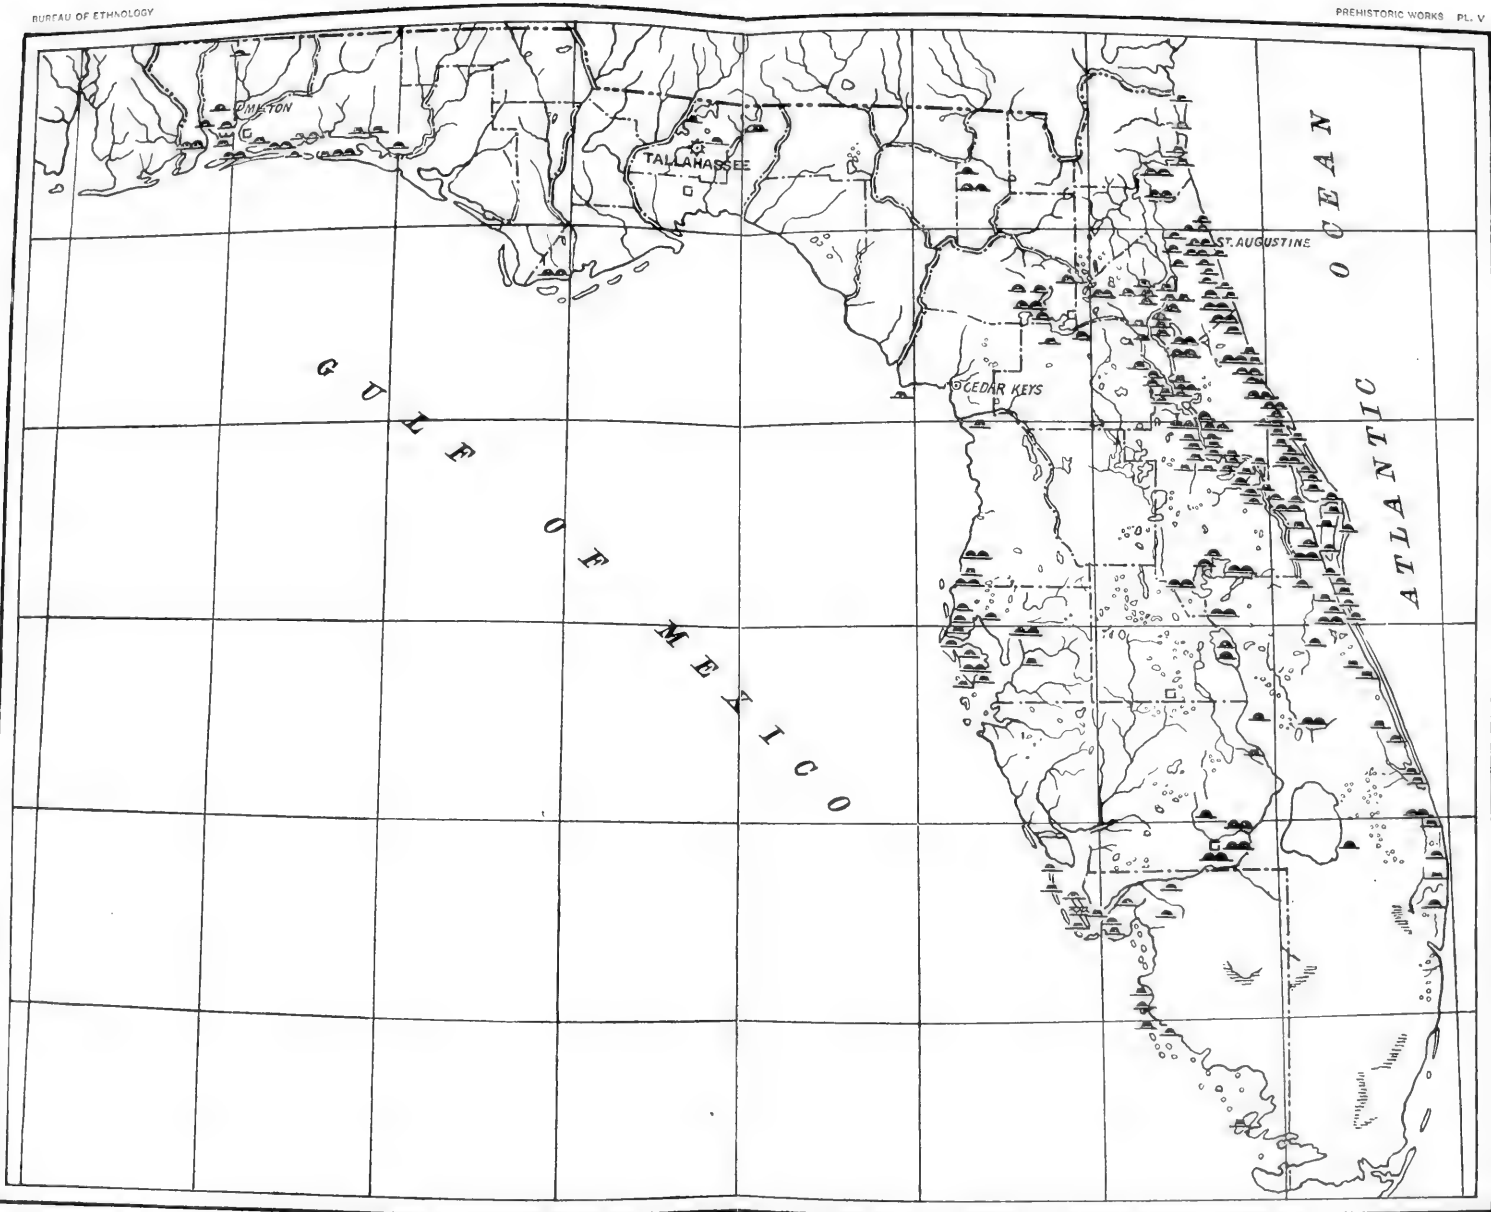 BUREAU OF ETHNOLOGY
PREHISTORIC WORKS PL. V
MILTON
TALLAHASSEE
ST. AUGUSTINE
CEDAR KEYS
GULF OF MEXICO
ATLANTIC OCEAN